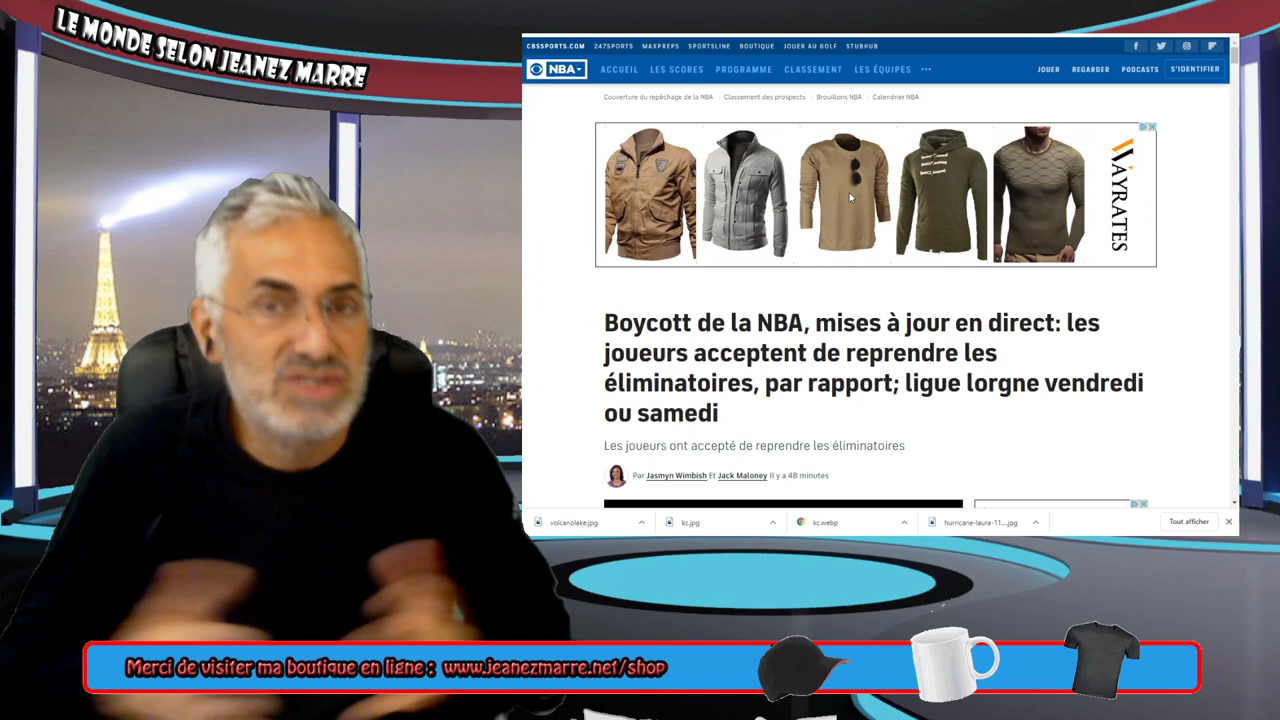 LE MONDE SELON JEANEZ MARRE
CBSSPORTS.COM 247SPORTS MAXPREPS SPORTSLINE BOUTIQUE JOUER AU GOLF STUBHUB
NBA ACCUEIL LES SCORES PROGRAMME CLASSEMENT LES ÉQUIPES ••• JOUER REGARDER PODCASTS S'IDENTIFIER
Couverture du repêchage de la NBA Classement des prospects Brouillons NBA Calendrier NBA
WAYRATES
Boycott de la NBA, mises à jour en direct: les
joueurs acceptent de reprendre les
éliminatoires, par rapport; ligue lorgne vendredi
ou samedi
Les joueurs ont accepté de reprendre les éliminatoires
Par Jasmyn Wimbish Et Jack Maloney Il y a 48 minutes
volcanolake.jpg kc.jpg kc.webp hurricane-laura-11....jpg Tout afficher
Merci de visiter ma boutique en ligne : www.jeanezmarre.net/shop